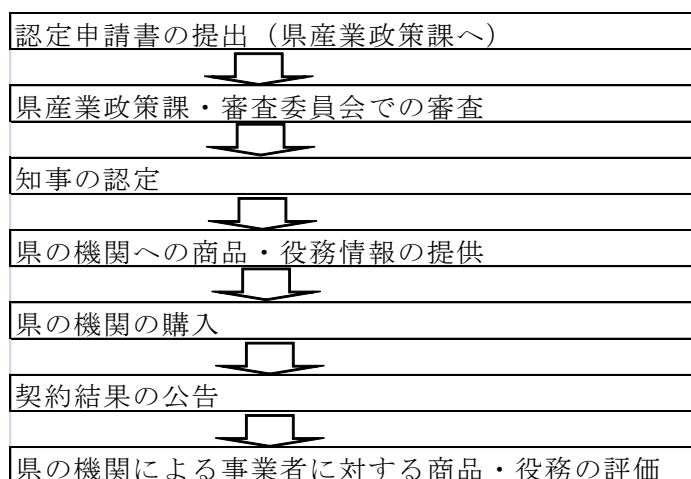 認定申請書の提出（県産業政策課へ）
県産業政策課・審査委員会での審査
知事の認定
県の機関への商品・役務情報の提供
県の機関の購入
契約結果の公告
県の機関による事業者に対する商品・役務の評価